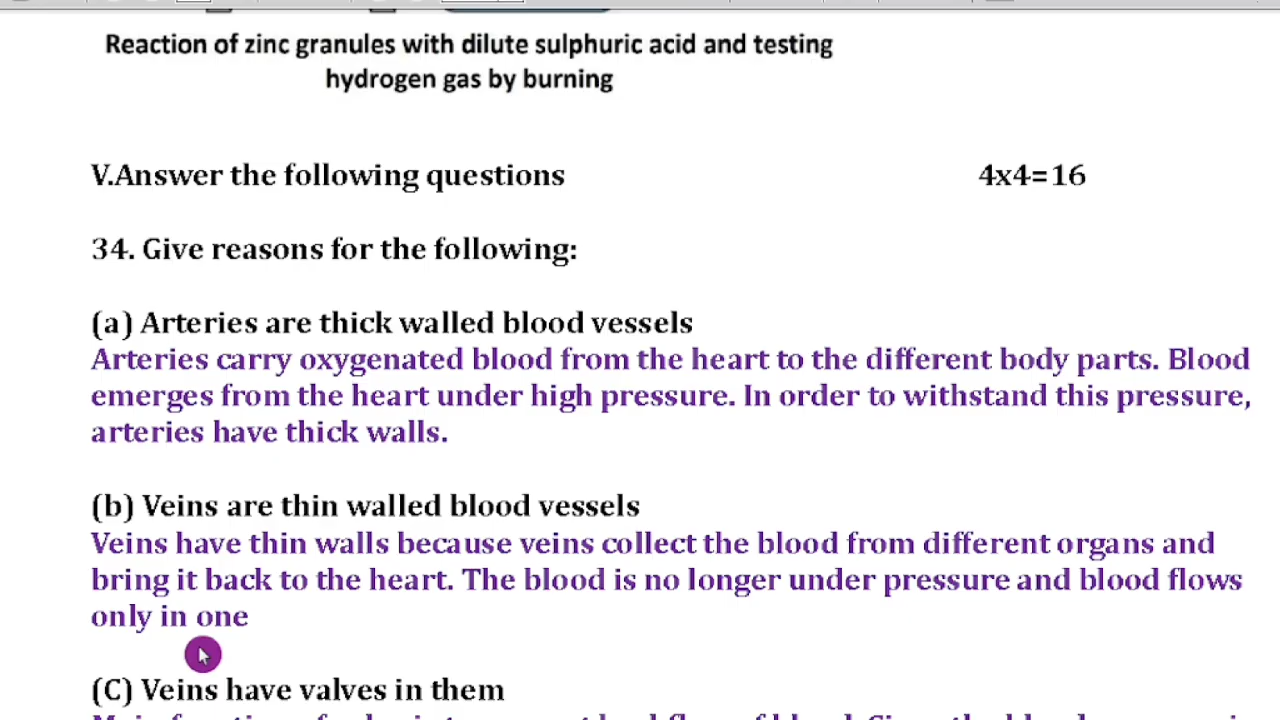 Reaction of zinc granules with dilute sulphuric acid and testing
hydrogen gas by burning
V.Answer the following questions 4x4=16
34. Give reasons for the following:
(a) Arteries are thick walled blood vessels
Arteries carry oxygenated blood from the heart to the different body parts. Blood
emerges from the heart under high pressure. In order to withstand this pressure,
arteries have thick walls.
(b) Veins are thin walled blood vessels
Veins have thin walls because veins collect the blood from different organs and
bring it back to the heart. The blood is no longer under pressure and blood flows
only in one
(C) Veins have valves in them